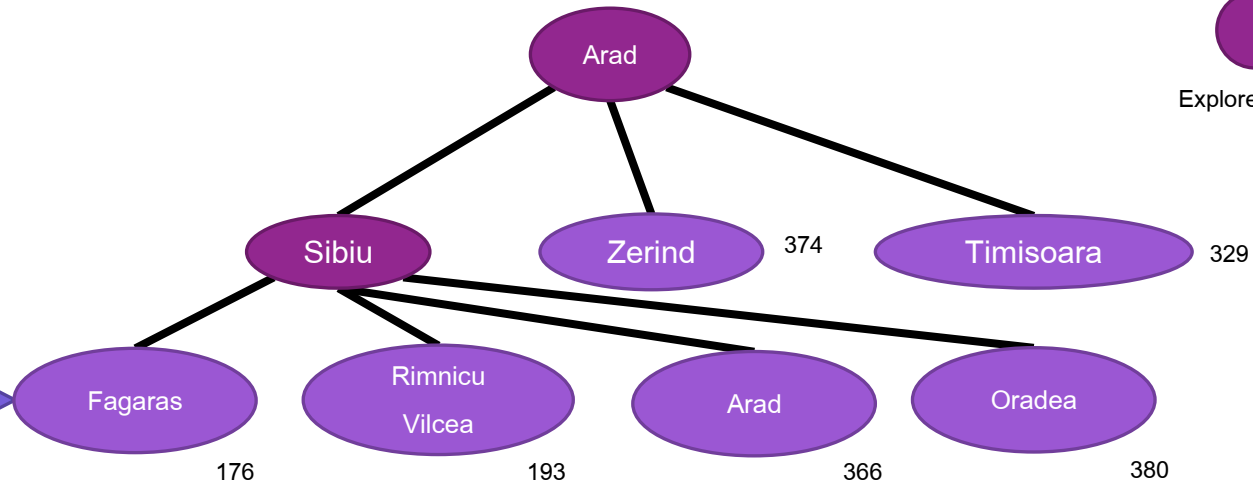 Arad
Explore
Sibiu
Zerind
374
Timisoara
329
Fagaras
Rimnicu
Vilcea
Arad
Oradea
176
193
366
380